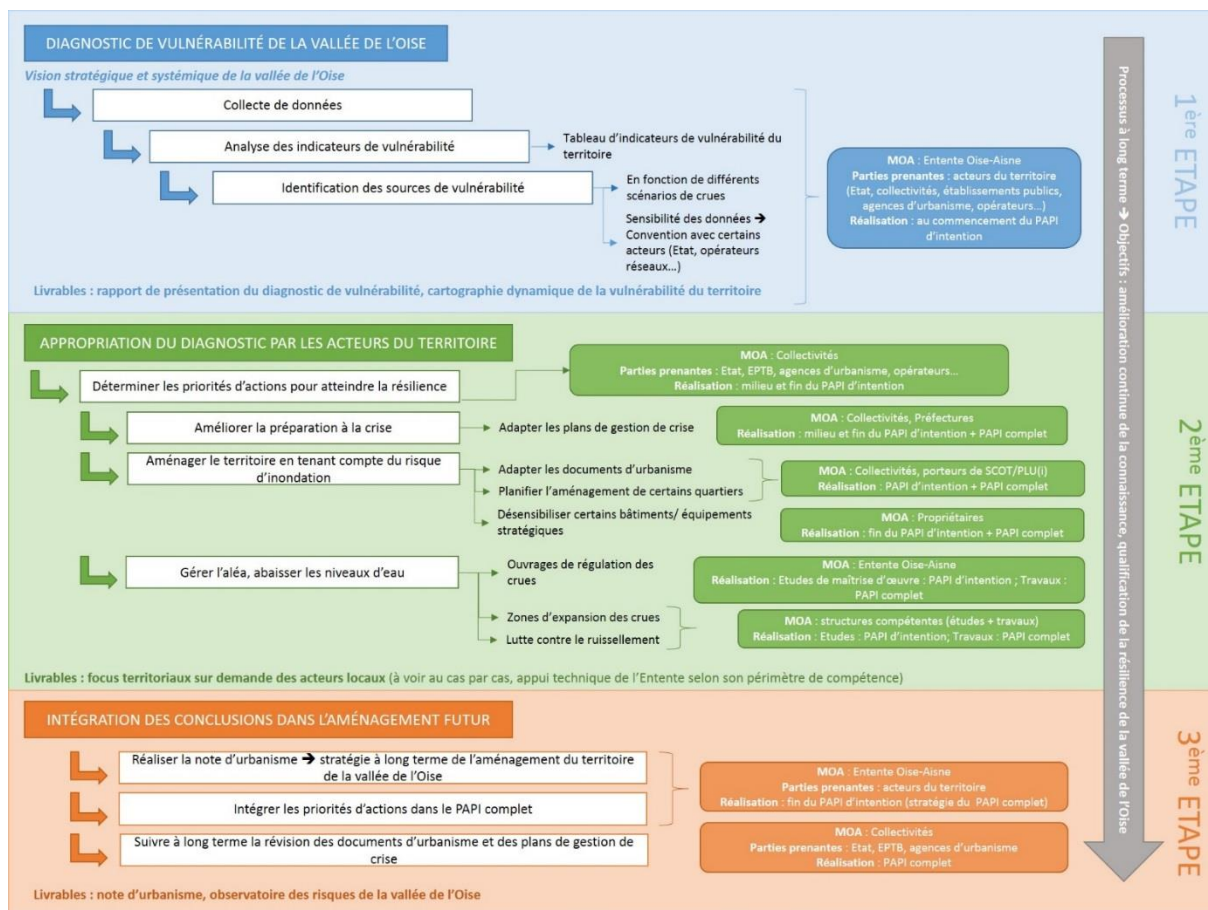 DIAGNOSTIC DE VULNÉRABILITÉ DE LA VALLÉE DE L'OISE
Vision stratégique et systémique de la vallée de l'Oise
Collecte de données
Analyse des indicateurs de vulnérabilité
Tableau d'indicateurs de vulnérabilité du
territoire
Identification des sources de vulnérabilité
En fonction de différents
scénarios de crues
Sensibilité des données ➔
Convention avec certains
acteurs (Etat, opérateurs
réseaux…)
MOA : Entente Oise-Aisne
Parties prenantes : acteurs du territoire
(Etat, collectivités, établissements publics,
agences d'urbanisme, opérateurs…)
Réalisation : au commencement du PAPI
d'intention
Livrables : rapport de présentation du diagnostic de vulnérabilité, cartographie dynamique de la vulnérabilité du territoire
1ère ETAPE
Processus à long terme ➔ Objectifs : amélioration continue de la connaissance, qualification de la résilience de la vallée de l'Oise
APPROPRIATION DU DIAGNOSTIC PAR LES ACTEURS DU TERRITOIRE
Déterminer les priorités d'actions pour atteindre la résilience
MOA : Collectivités
Parties prenantes : Etat, EPTB, agences d'urbanisme, opérateurs…
Réalisation : milieu et fin du PAPI d'intention
Améliorer la préparation à la crise
Adapter les plans de gestion de crise
MOA : Collectivités, Préfectures
Réalisation : milieu et fin du PAPI d'intention + PAPI complet
Aménager le territoire en tenant compte du risque
d'inondation
Adapter les documents d'urbanisme
Planifier l'aménagement de certains quartiers
MOA : Collectivités, porteurs de SCOT/PLU(i)
Réalisation : PAPI d'intention + PAPI complet
Désensibiliser certains bâtiments/ équipements
stratégiques
MOA : Propriétaires
Réalisation : fin du PAPI d'intention + PAPI complet
Gérer l'aléa, abaisser les niveaux d'eau
Ouvrages de régulation des
crues
MOA : Entente Oise-Aisne
Réalisation : Etudes de maîtrise d'œuvre : PAPI d'intention ; Travaux :
PAPI complet
Zones d'expansion des crues
Lutte contre le ruissellement
MOA : structures compétentes (études + travaux)
Réalisation : Etudes : PAPI d'intention; Travaux : PAPI complet
Livrables : focus territoriaux sur demande des acteurs locaux (à voir au cas par cas, appui technique de l'Entente selon son périmètre de compétence)
2ème ETAPE
INTÉGRATION DES CONCLUSIONS DANS L'AMÉNAGEMENT FUTUR
Réaliser la note d'urbanisme ➔ stratégie à long terme de l'aménagement du territoire
de la vallée de l'Oise
Intégrer les priorités d'actions dans le PAPI complet
MOA : Entente Oise-Aisne
Parties prenantes : acteurs du territoire
Réalisation : fin du PAPI d'intention (stratégie du PAPI complet)
Suivre à long terme la révision des documents d'urbanisme et des plans de gestion de
crise
MOA : Collectivités
Parties prenantes : Etat, EPTB, agences d'urbanisme
Réalisation : PAPI complet
Livrables : note d'urbanisme, observatoire des risques de la vallée de l'Oise
3ème ETAPE